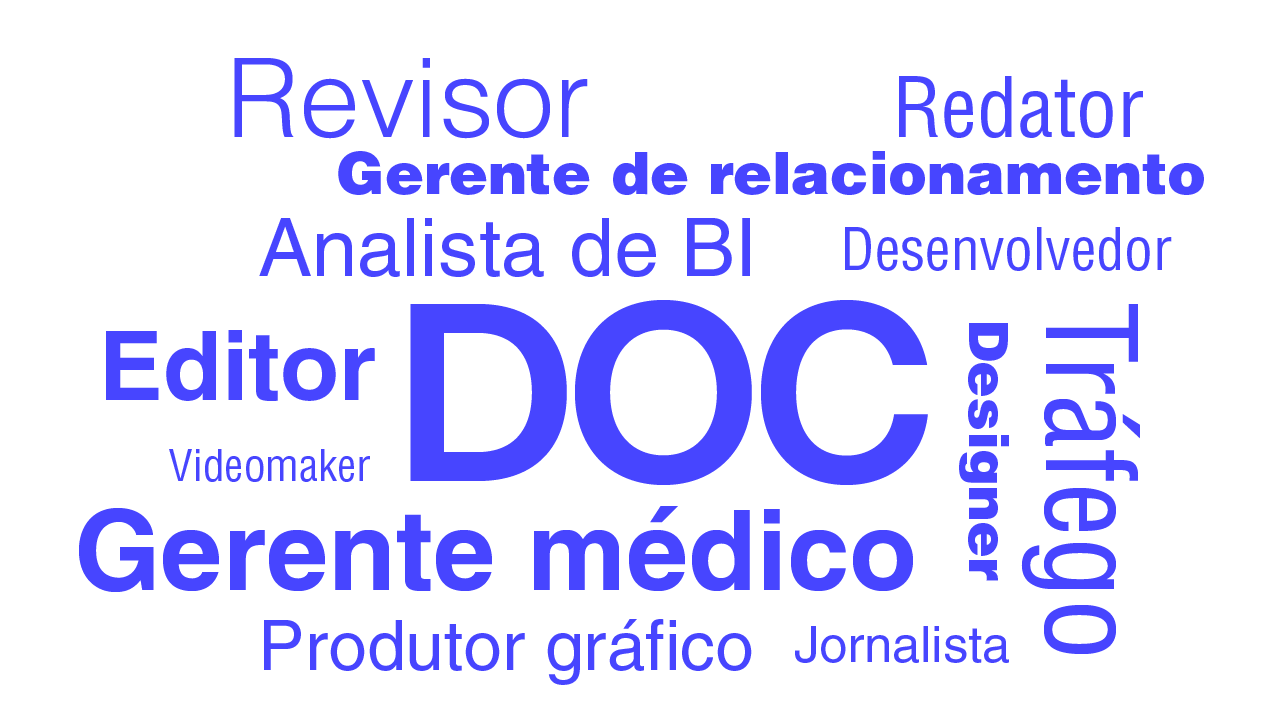 Revisor
Redator
Gerente de relacionamento
Analista de BI
Desenvolvedor
Editor
DOC
Designer
Tráfego
Videomaker
Gerente médico
Produtor gráfico
Jornalista